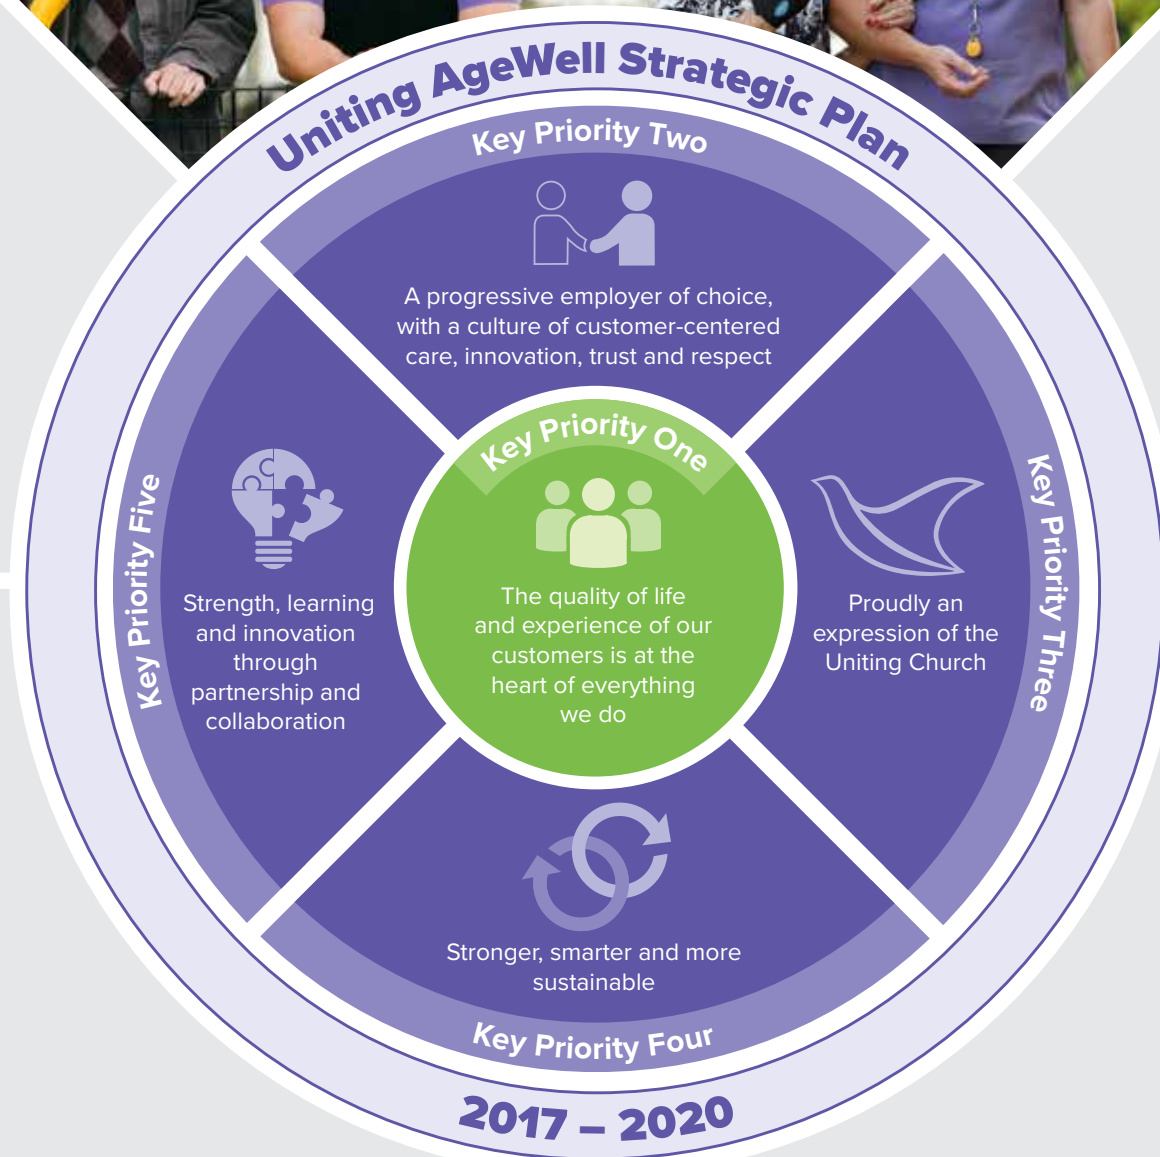 Uniting AgeWell Strategic Plan
Key Priority Two
A progressive employer of choice,
with a culture of customer-centered
care, innovation, trust and respect
Key Priority One
The quality of life
and experience of our
customers is at the
heart of everything
we do
Key Priority Three
Proudly an
expression of the
Uniting Church
Key Priority Four
Stronger, smarter and more
sustainable
Key Priority Five
Strength, learning
and innovation
through
partnership and
collaboration
2017 – 2020